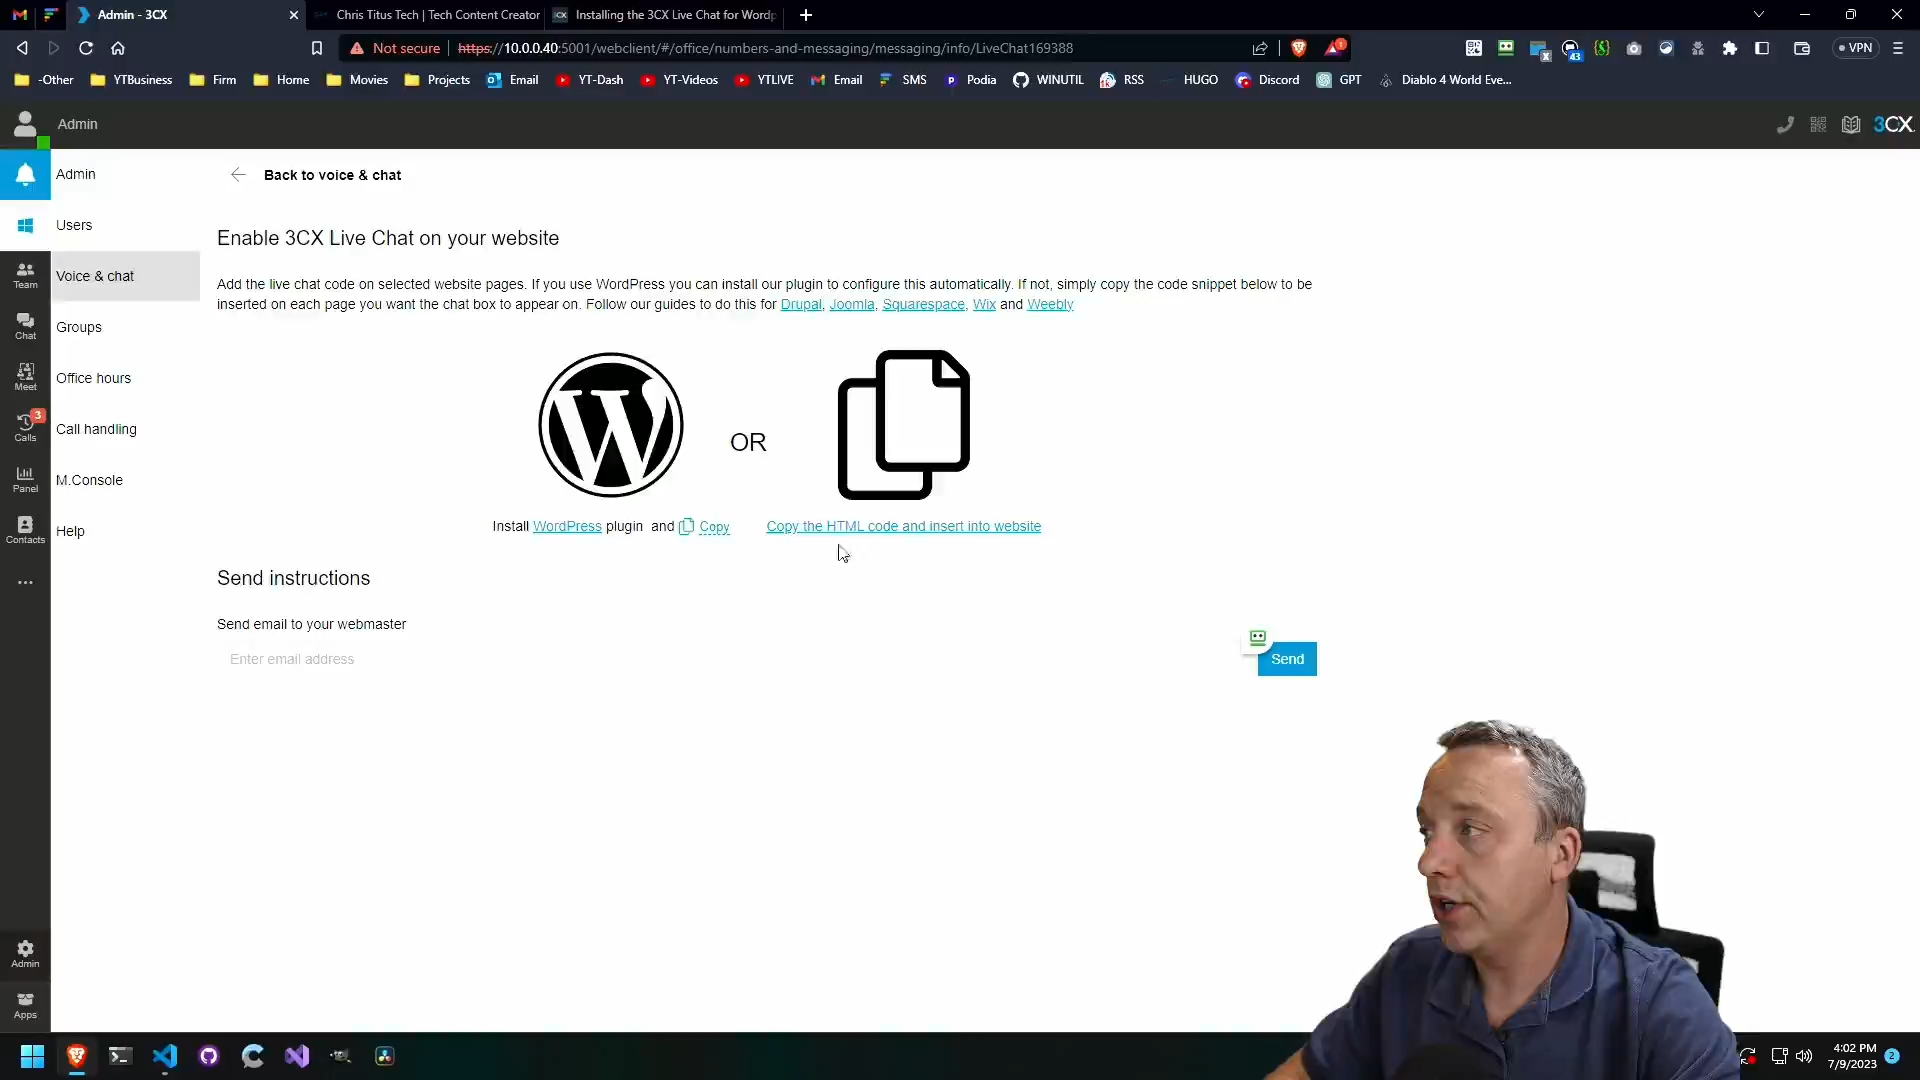 Admin - 3CX
Chris Titus Tech | Tech Content Creator
Installing the 3CX Live Chat for Wordp
Not secure
https://10.0.0.40:5001/webclient/#/office/numbers-and-messaging/messaging/info/LiveChat169388
43
1
VPN
-Other
YTBusiness
Firm
Home
Movies
Projects
Email
YT-Dash
YT-Videos
YTLIVE
Email
SMS
Podia
WINUTIL
RSS
HUGO
Discord
GPT
Diablo 4 World Eve...
Admin
3CX
Admin
Users
Voice & chat
Groups
Office hours
Call handling
M.Console
Help
Team
Chat
Meet
3
Calls
Panel
Contacts
Admin
Apps
Back to voice & chat
Enable 3CX Live Chat on your website
Add the live chat code on selected website pages. If you use WordPress you can install our plugin to configure this automatically. If not, simply copy the code snippet below to be
inserted on each page you want the chat box to appear on. Follow our guides to do this for Drupal, Joomla, Squarespace, Wix and Weebly
W
OR
Install WordPress plugin and Copy
Copy the HTML code and insert into website
Send instructions
Send email to your webmaster
Enter email address
Send
4:02 PM
7/9/2023
2